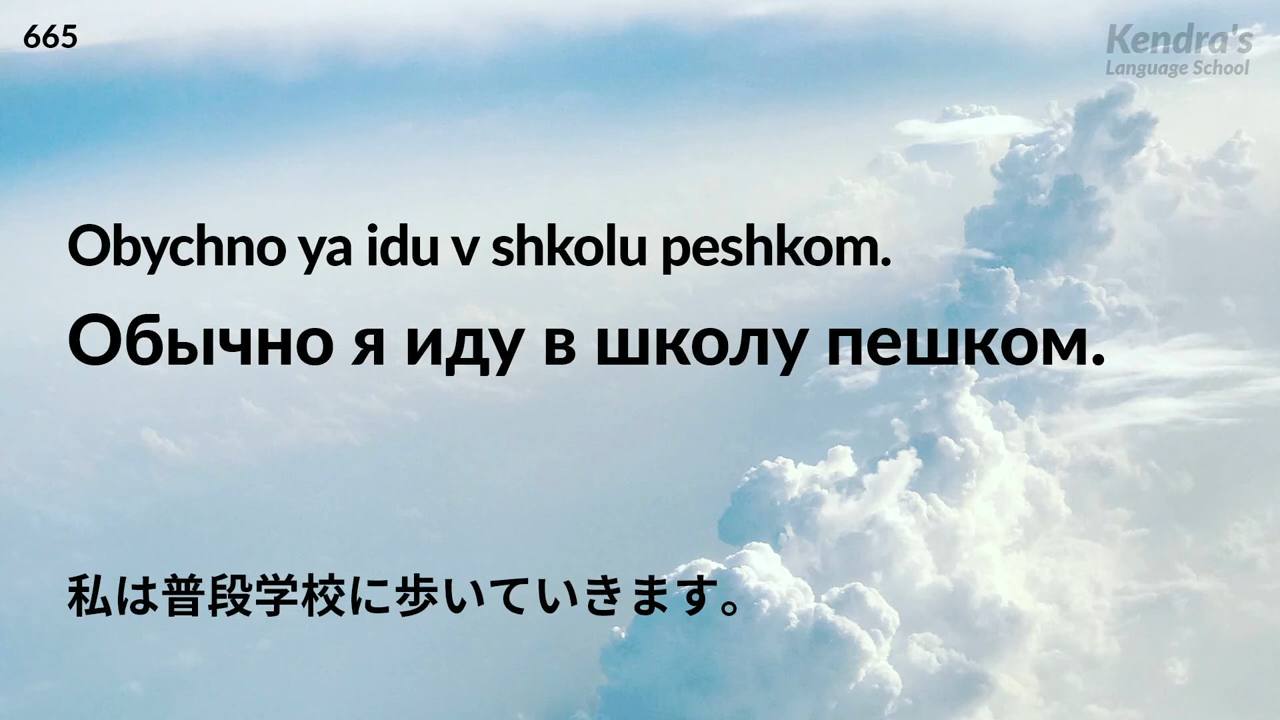 665
Kendra's
Language School
Obychno ya idu v shkolu peshkom.
Обычно я иду в школу пешком.
私は普段学校に歩いていきます。